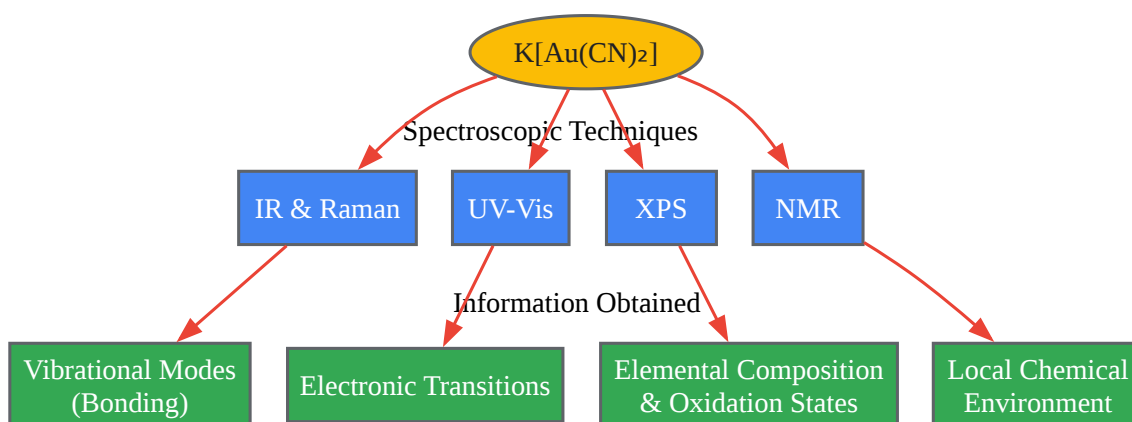 K[Au(CN)₂]
Spectroscopic Techniques
IR & Raman
UV-Vis
XPS
NMR
Information Obtained
Vibrational Modes
(Bonding)
Electronic Transitions
Elemental Composition
& Oxidation States
Local Chemical
Environment